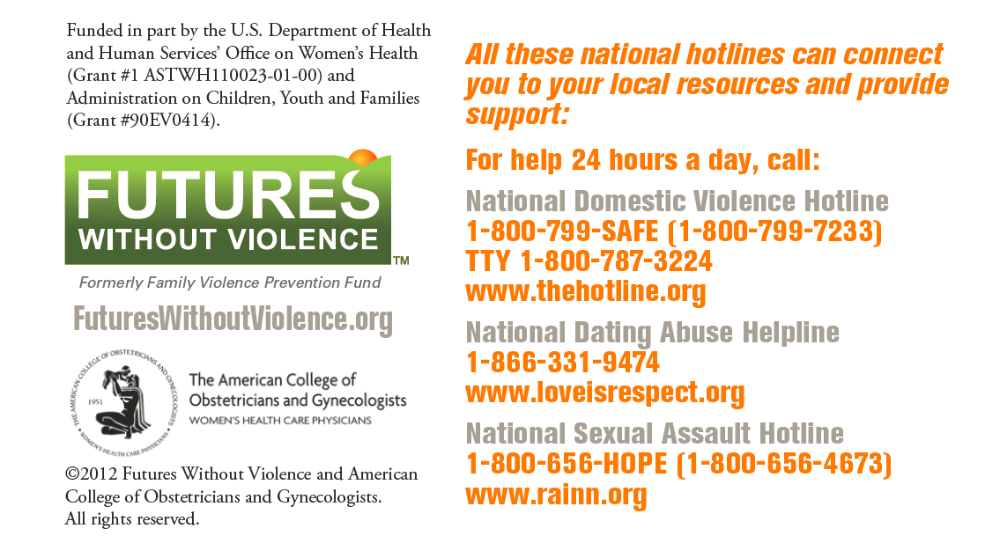 Funded in part by the U.S. Department of Health
and Human Services’ Office on Women’s Health
(Grant #1 ASTWH110023-01-00) and
Administration on Children, Youth and Families
(Grant #90EV0414).
FUTURES
WITHOUT VIOLENCE
TM
Formerly Family Violence Prevention Fund
FuturesWithoutViolence.org
THE AMERICAN COLLEGE OF OBSTETRICIANS AND GYNECOLOGISTS
1951
WOMEN'S HEALTH CARE PHYSICIANS
The American College of
Obstetricians and Gynecologists
WOMEN'S HEALTH CARE PHYSICIANS
©2012 Futures Without Violence and American
College of Obstetricians and Gynecologists.
All rights reserved.
All these national hotlines can connect
you to your local resources and provide
support:
For help 24 hours a day, call:
National Domestic Violence Hotline
1-800-799-SAFE (1-800-799-7233)
TTY 1-800-787-3224
www.thehotline.org
National Dating Abuse Helpline
1-866-331-9474
www.loveisrespect.org
National Sexual Assault Hotline
1-800-656-HOPE (1-800-656-4673)
www.rainn.org